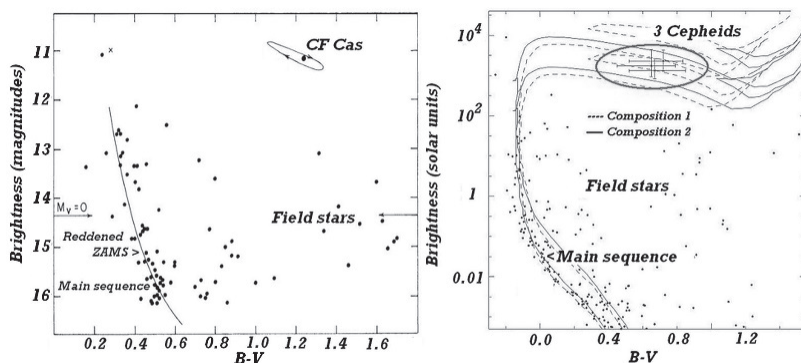 Brightness (magnitudes)
11
12
13
14
15
16
CF Cas
×
M_V=0
Field stars
Reddened
ZAMS>
Main sequence
0.2 0.4 0.6 0.8 1.0 1.2 1.4 1.6
B-V
Brightness (solar units)
10^4
10^2
1
0.01
3 Cepheids
Composition 1
Composition 2
Field stars
<Main sequence
0.0 0.4 0.8 1.2
B-V